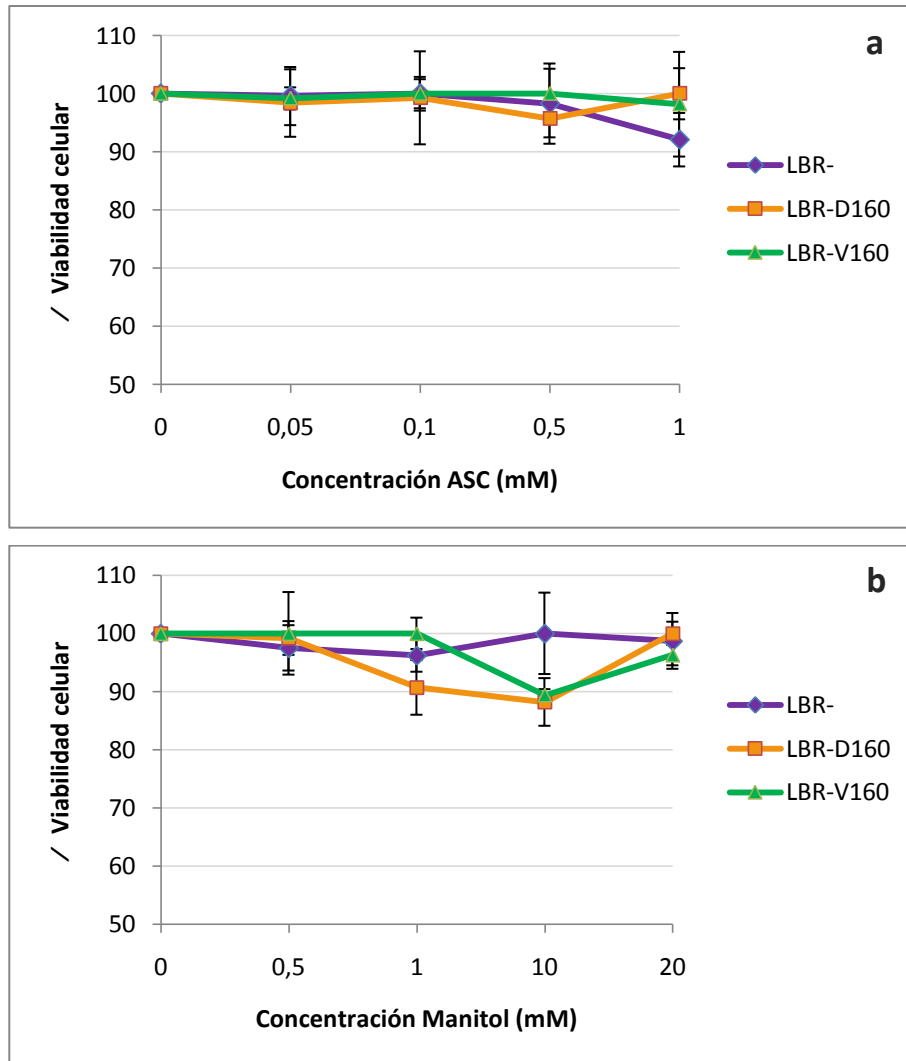 a
110
100
90
80
70
60
50
/ Viabilidad celular
0 0,05 0,1 0,5 1
Concentración ASC (mM)
LBR-
LBR-D160
LBR-V160
b
110
100
90
80
70
60
50
/ Viabilidad celular
0 0,5 1 10 20
Concentración Manitol (mM)
LBR-
LBR-D160
LBR-V160